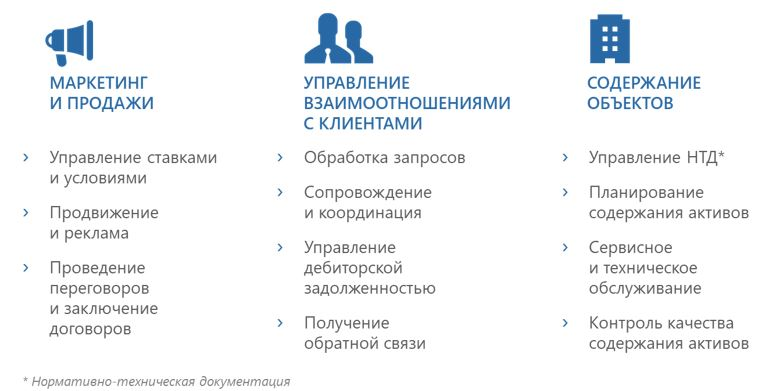 МАРКЕТИНГ
И ПРОДАЖИ
Управление ставками
и условиями
Продвижение
и реклама
Проведение
переговоров
и заключение
договоров
УПРАВЛЕНИЕ
ВЗАИМООТНОШЕНИЯМИ
С КЛИЕНТАМИ
Обработка запросов
Сопровождение
и координация
Управление
дебиторской
задолженностью
Получение
обратной связи
СОДЕРЖАНИЕ
ОБЪЕКТОВ
Управление НТД*
Планирование
содержания активов
Сервисное
и техническое
обслуживание
Контроль качества
содержания активов
* Нормативно-техническая документация